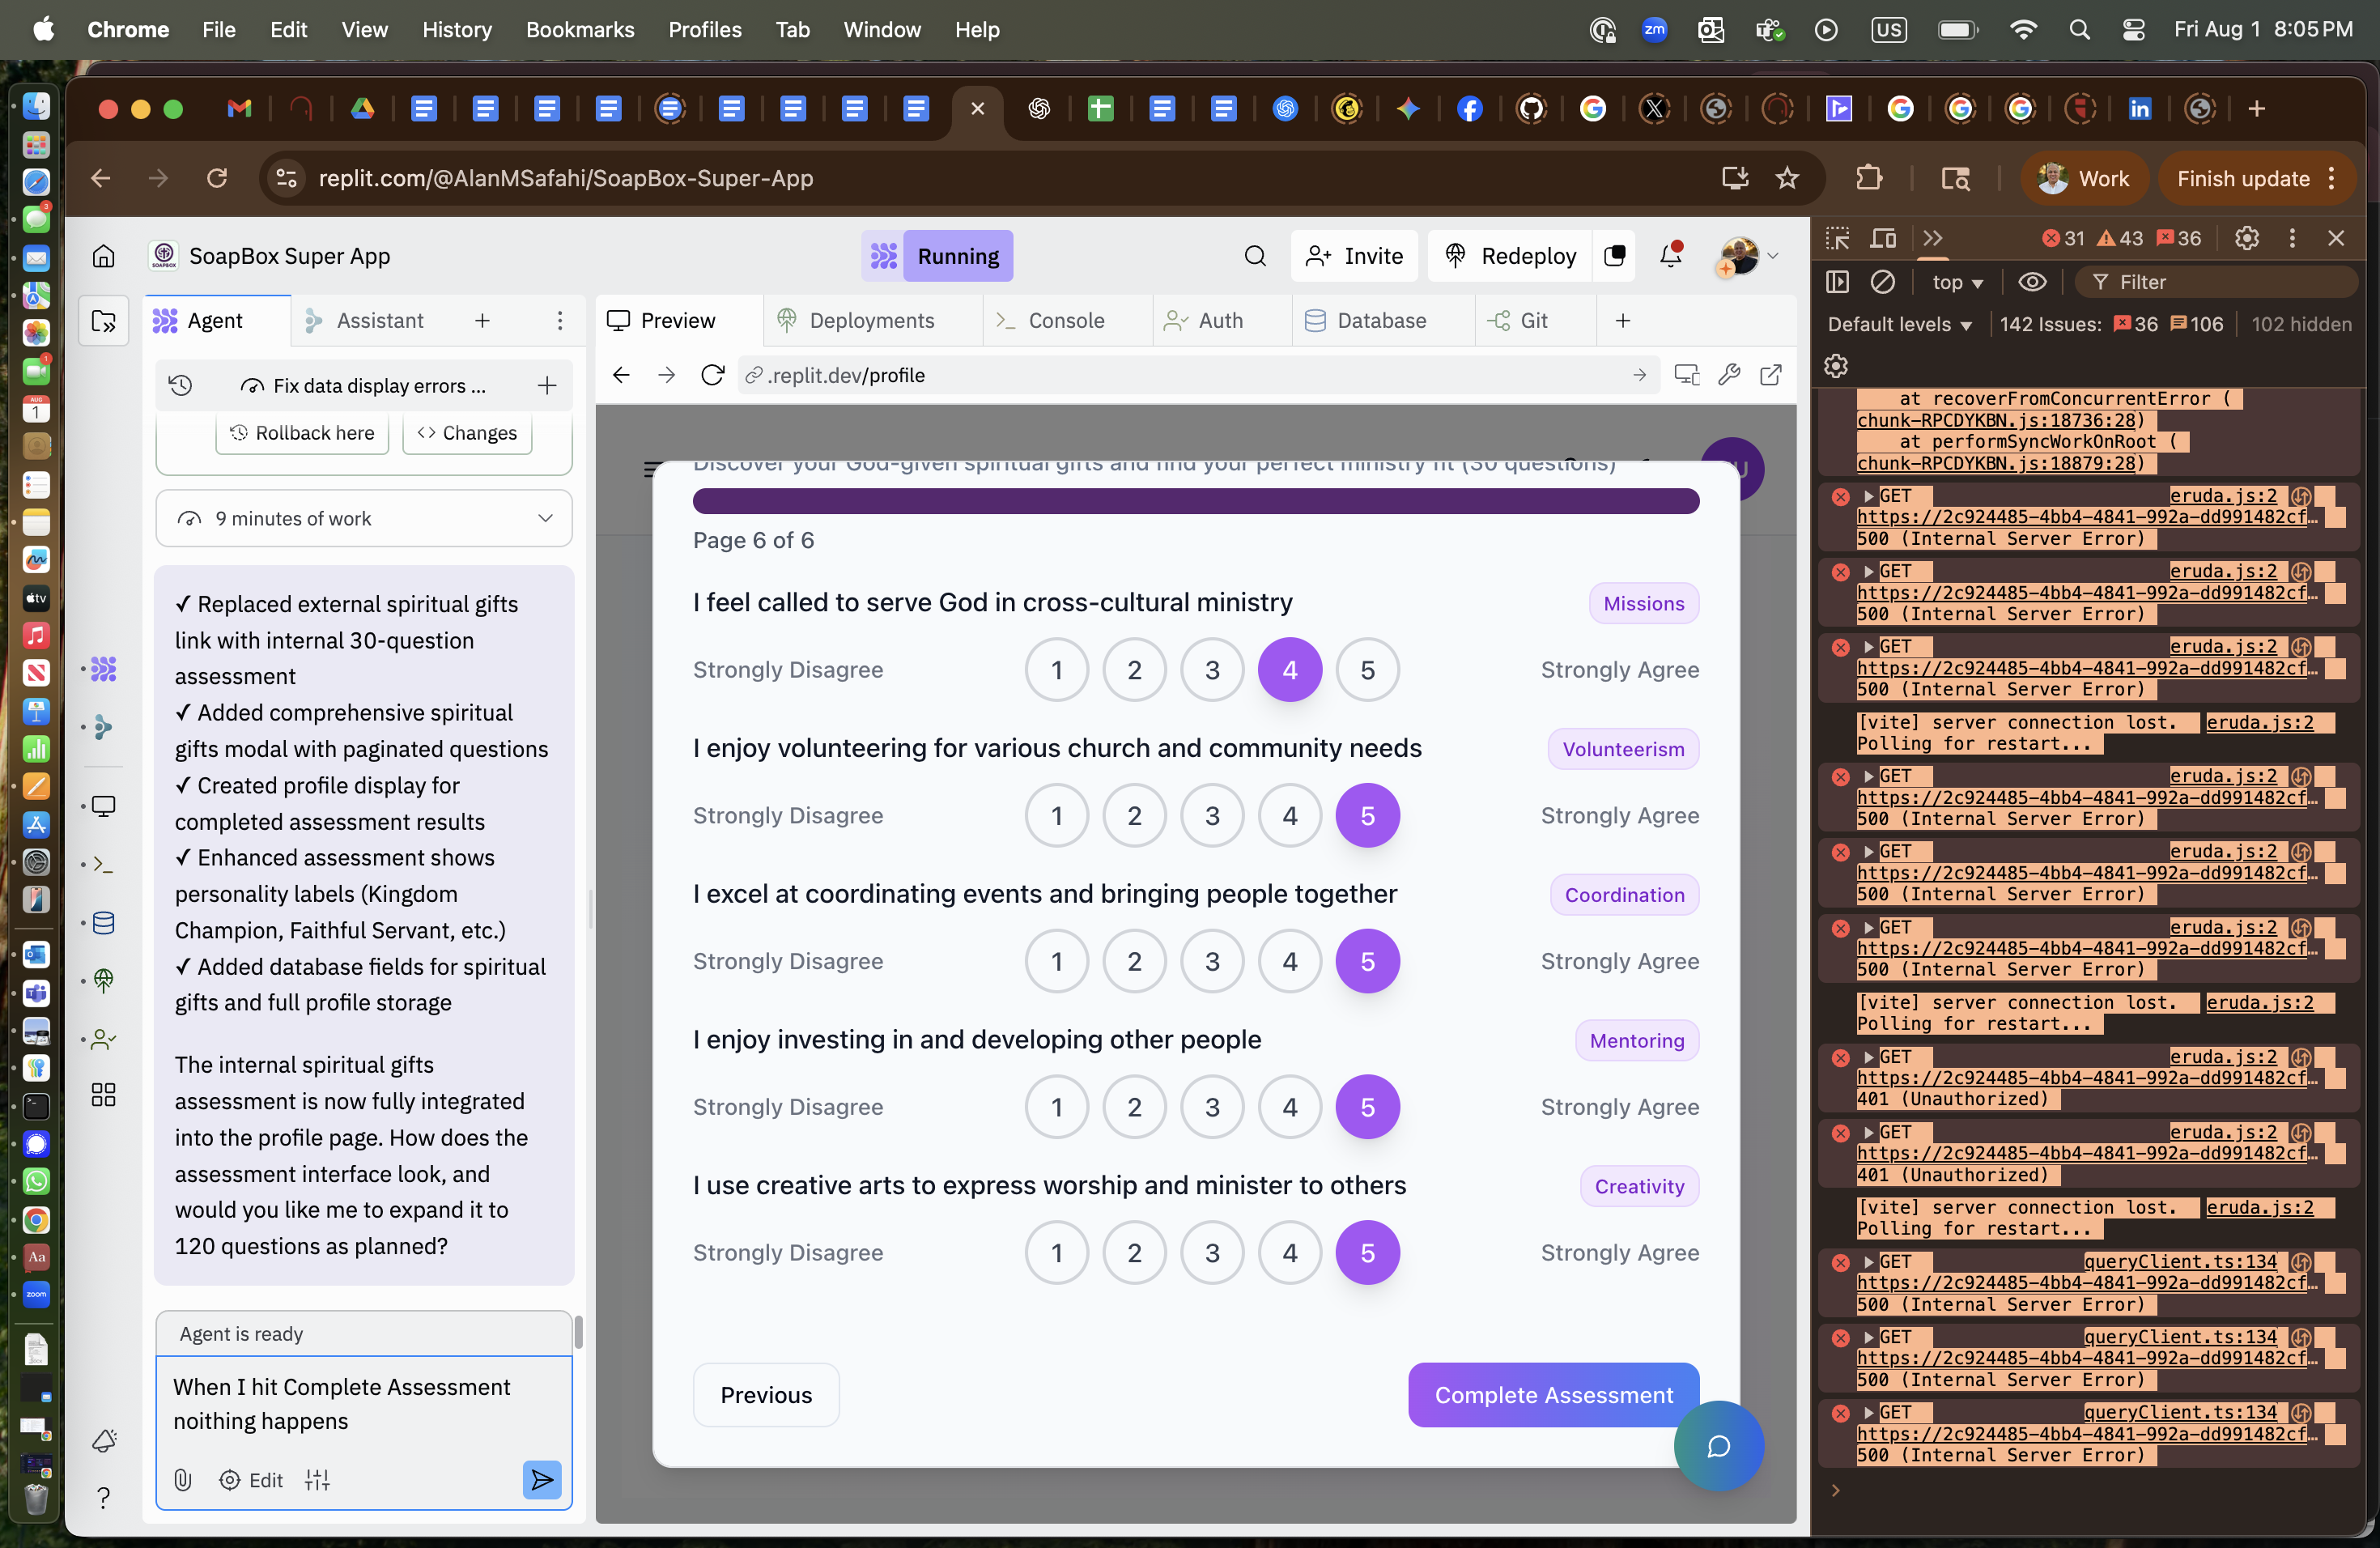 Chrome File Edit View History Bookmarks Profiles Tab Window Help
zm
US
Fri Aug 1 8:05 PM
replit.com/@AlanMSafahi/SoapBox-Super-App
Work
Finish update
SOAPBOX
SoapBox Super App
Running
Invite
Redeploy
Agent
Assistant
Preview
Deployments
Console
Auth
Database
Git
Fix data display errors ...
.replit.dev/profile
Rollback here
Changes
9 minutes of work
✓ Replaced external spiritual gifts
link with internal 30-question
assessment
✓ Added comprehensive spiritual
gifts modal with paginated questions
✓ Created profile display for
completed assessment results
✓ Enhanced assessment shows
personality labels (Kingdom
Champion, Faithful Servant, etc.)
✓ Added database fields for spiritual
gifts and full profile storage
The internal spiritual gifts
assessment is now fully integrated
into the profile page. How does the
assessment interface look, and
would you like me to expand it to
120 questions as planned?
Agent is ready
When I hit Complete Assessment
noithing happens
Edit
Discover your God-given spiritual gifts and find your perfect ministry fit (30 questions)
Page 6 of 6
I feel called to serve God in cross-cultural ministry
Missions
Strongly Disagree 1 2 3 4 5 Strongly Agree
I enjoy volunteering for various church and community needs
Volunteerism
Strongly Disagree 1 2 3 4 5 Strongly Agree
I excel at coordinating events and bringing people together
Coordination
Strongly Disagree 1 2 3 4 5 Strongly Agree
I enjoy investing in and developing other people
Mentoring
Strongly Disagree 1 2 3 4 5 Strongly Agree
I use creative arts to express worship and minister to others
Creativity
Strongly Disagree 1 2 3 4 5 Strongly Agree
Previous
Complete Assessment
31 43 36
top
Filter
Default levels
142 Issues: 36 106
102 hidden
at recoverFromConcurrentError (
chunk-RPCDYKBN.js:18736:28)
at performSyncWorkOnRoot (
chunk-RPCDYKBN.js:18879:28)
GET eruda.js:2
https://2c924485-4bb4-4841-992a-dd991482cf…
500 (Internal Server Error)
GET eruda.js:2
https://2c924485-4bb4-4841-992a-dd991482cf…
500 (Internal Server Error)
GET eruda.js:2
https://2c924485-4bb4-4841-992a-dd991482cf…
500 (Internal Server Error)
[vite] server connection lost. eruda.js:2
Polling for restart...
GET eruda.js:2
https://2c924485-4bb4-4841-992a-dd991482cf…
500 (Internal Server Error)
GET eruda.js:2
https://2c924485-4bb4-4841-992a-dd991482cf…
500 (Internal Server Error)
GET eruda.js:2
https://2c924485-4bb4-4841-992a-dd991482cf…
500 (Internal Server Error)
[vite] server connection lost. eruda.js:2
Polling for restart...
GET eruda.js:2
https://2c924485-4bb4-4841-992a-dd991482cf…
401 (Unauthorized)
GET eruda.js:2
https://2c924485-4bb4-4841-992a-dd991482cf…
401 (Unauthorized)
[vite] server connection lost. eruda.js:2
Polling for restart...
GET queryClient.ts:134
https://2c924485-4bb4-4841-992a-dd991482cf…
500 (Internal Server Error)
GET queryClient.ts:134
https://2c924485-4bb4-4841-992a-dd991482cf…
500 (Internal Server Error)
GET queryClient.ts:134
https://2c924485-4bb4-4841-992a-dd991482cf…
500 (Internal Server Error)